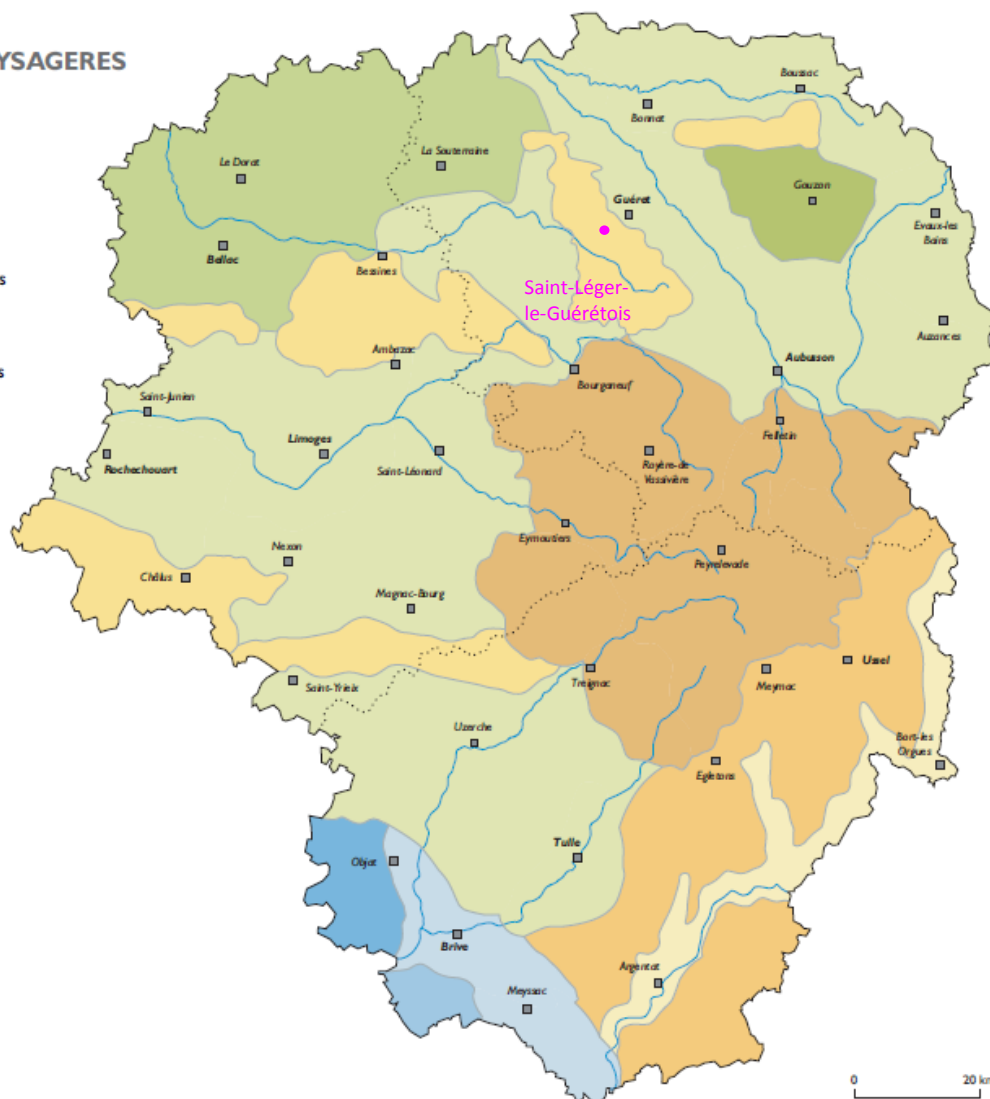 YSAGERES
Boussac
Bonnat
La Souterraine
Le Dorat
Gouzon
Guéret
Evaux-les
Bains
Bellac
Bessines
s
Saint-Léger-
le-Guérétois
Auzances
Ambazac
Aubusson
s
Bourganeuf
Saint-Junien
Felletin
Limoges
Rochechouart
Saint-Léonard
Royère-de
Vassivière
Eymoutiers
Nexon
Peyrelevade
Châlus
Magnac-Bourg
Ussel
Treignac
Meymac
Saint-Yrieix
Uzerche
Bort-les
Orgues
Egletons
Tulle
Objat
Brive
Argentat
Meyssac
0 20 km